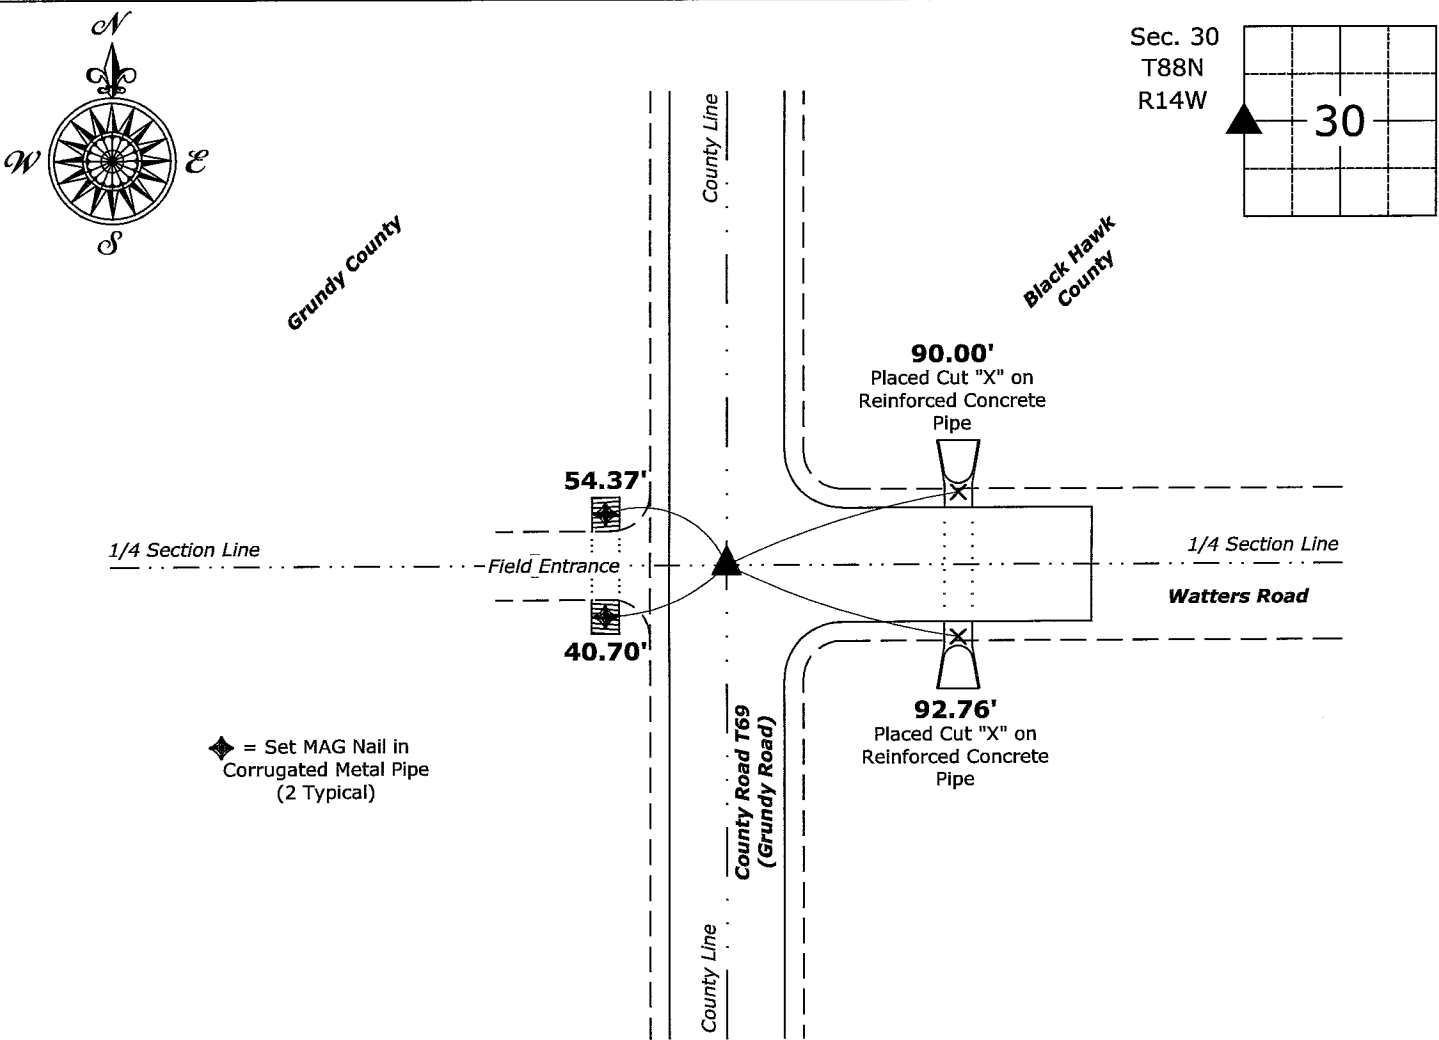 N
W
E
S
Sec. 30
T88N
R14W
30
County Line
Grundy County
Black Hawk
County
90.00'
Placed Cut "X" on
Reinforced Concrete
Pipe
54.37'
1/4 Section Line
Field Entrance
1/4 Section Line
Watters Road
40.70'
92.76'
Placed Cut "X" on
Reinforced Concrete
Pipe
County Road T69
(Grundy Road)
= Set MAG Nail in
Corrugated Metal Pipe
(2 Typical)
County Line